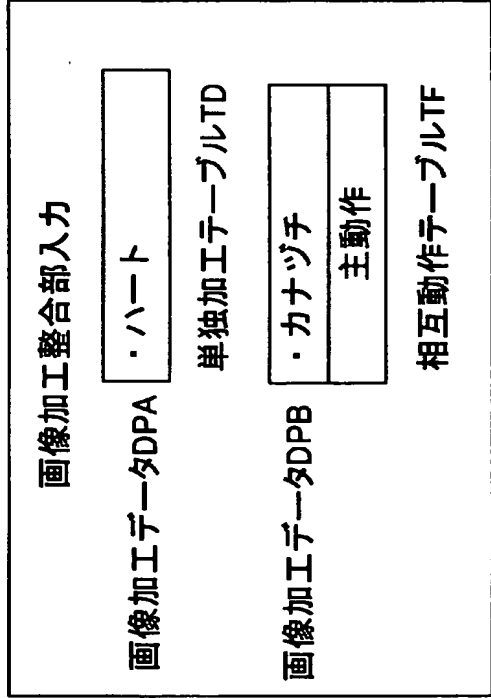 画像加工整合部入力
画像加工データDPA
・ハート
単独加工テーブルTD
画像加工データDPB
・カナヅチ
主動作
相互動作テーブルTF